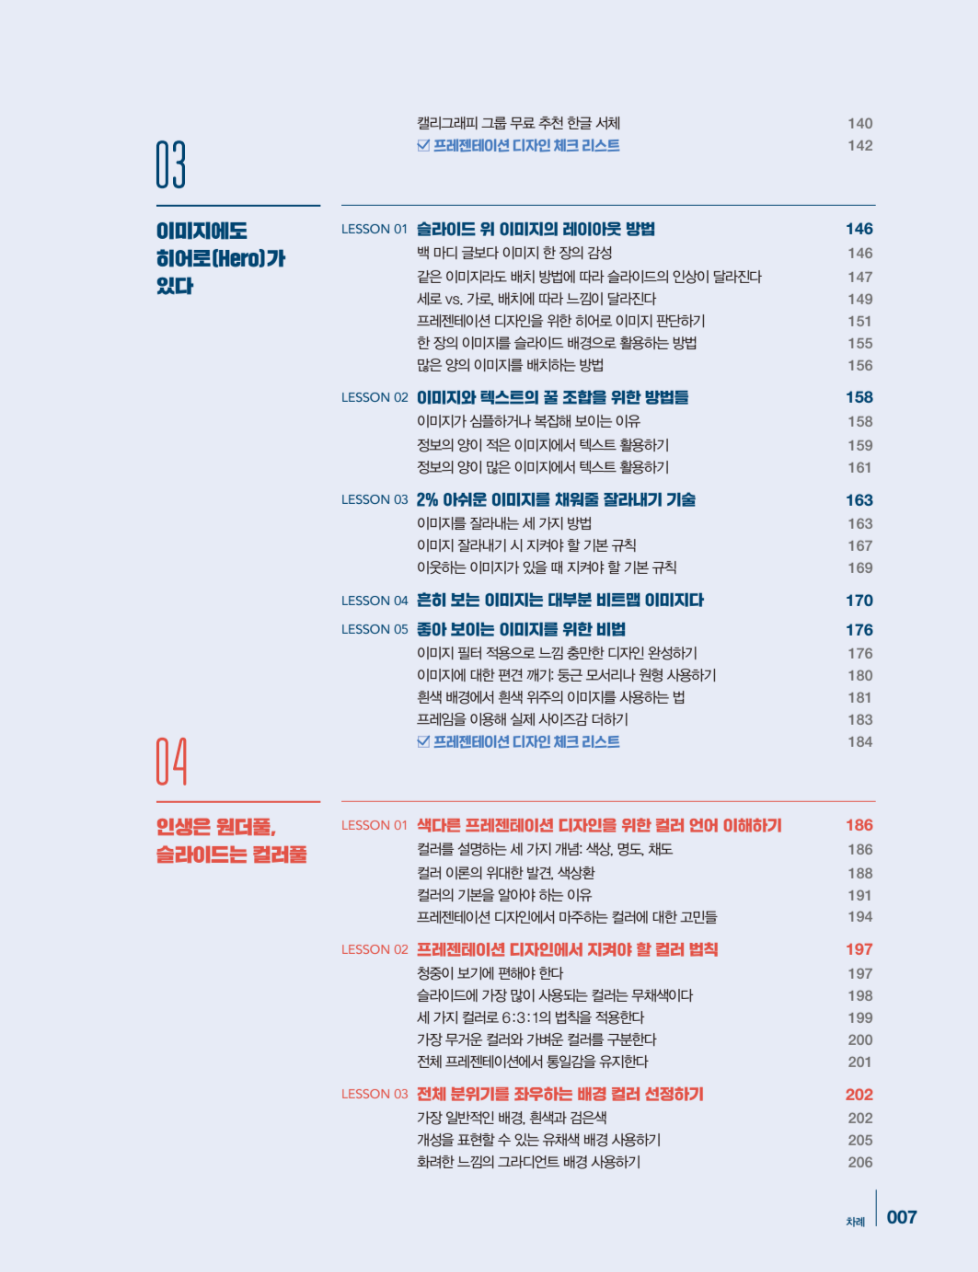 캘리그래피 그룹 무료 추천 한글 서체 140
프레젠테이션 디자인 체크 리스트 142
03
이미지에도
히어로(Hero)가
있다
LESSON 01 슬라이드 위 이미지의 레이아웃 방법 146
백 마디 글보다 이미지 한 장의 감성 146
같은 이미지라도 배치 방법에 따라 슬라이드의 인상이 달라진다 147
세로 vs. 가로, 배치에 따라 느낌이 달라진다 149
프레젠테이션 디자인을 위한 히어로 이미지 판단하기 151
한 장의 이미지를 슬라이드 배경으로 활용하는 방법 155
많은 양의 이미지를 배치하는 방법 156
LESSON 02 이미지와 텍스트의 꿀 조합을 위한 방법들 158
이미지가 심플하거나 복잡해 보이는 이유 158
정보의 양이 적은 이미지에서 텍스트 활용하기 159
정보의 양이 많은 이미지에서 텍스트 활용하기 161
LESSON 03 2% 아쉬운 이미지를 채워줄 잘라내기 기술 163
이미지를 잘라내는 세 가지 방법 163
이미지 잘라내기 시 지켜야 할 기본 규칙 167
이웃하는 이미지가 있을 때 지켜야 할 기본 규칙 169
LESSON 04 흔히 보는 이미지는 대부분 비트맵 이미지다 170
LESSON 05 좋아 보이는 이미지를 위한 비법 176
이미지 필터 적용으로 느낌 충만한 디자인 완성하기 176
이미지에 대한 편견 깨기: 둥근 모서리나 원형 사용하기 180
흰색 배경에서 흰색 위주의 이미지를 사용하는 법 181
프레임을 이용해 실제 사이즈감 더하기 183
프레젠테이션 디자인 체크 리스트 184
04
인생은 원더풀,
슬라이드는 컬러풀
LESSON 01 색다른 프레젠테이션 디자인을 위한 컬러 언어 이해하기 186
컬러를 설명하는 세 가지 개념: 색상, 명도, 채도 186
컬러 이론의 위대한 발견, 색상환 188
컬러의 기본을 알아야 하는 이유 191
프레젠테이션 디자인에서 마주하는 컬러에 대한 고민들 194
LESSON 02 프레젠테이션 디자인에서 지켜야 할 컬러 법칙 197
청중이 보기에 편해야 한다 197
슬라이드에 가장 많이 사용되는 컬러는 무채색이다 198
세 가지 컬러로 6:3:1의 법칙을 적용한다 199
가장 무거운 컬러와 가벼운 컬러를 구분한다 200
전체 프레젠테이션에서 통일감을 유지한다 201
LESSON 03 전체 분위기를 좌우하는 배경 컬러 선정하기 202
가장 일반적인 배경, 흰색과 검은색 202
개성을 표현할 수 있는 유채색 배경 사용하기 205
화려한 느낌의 그라디언트 배경 사용하기 206
차례 007